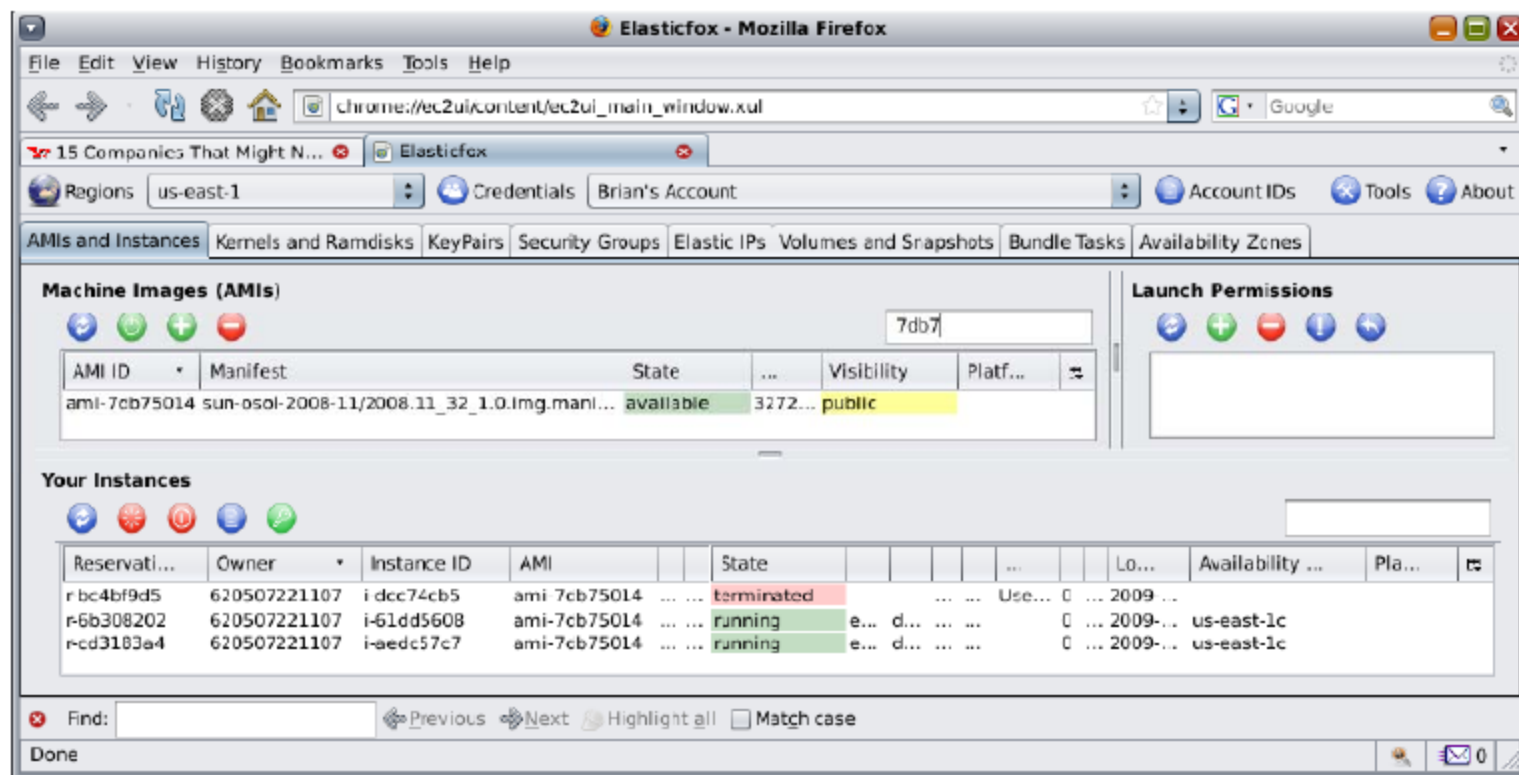 Elasticfox - Mozilla Firefox
File Edit View History Bookmarks Tools Help
chrome://ec2ui/content/ec2ui_main_window.xul Google
15 Companies That Might N... Elasticfox
Regions us-east-1 Credentials Brian's Account Account IDs Tools About
AMIs and Instances Kernels and Ramdisks KeyPairs Security Groups Elastic IPs Volumes and Snapshots Bundle Tasks Availability Zones
Machine Images (AMIs) Launch Permissions
7db7
AMI ID Manifest State ... Visibility Platf...
ami-7db75014 sun-osol-2008-11/2008.11_32_1.0.img.mani... available 3272... public
Your Instances
Reservati... Owner Instance ID AMI State ... Lo... Availability ... Pla...
r-bc4bf9d5 620507221107 i-dcc74cb5 ami-7db75014 ... ... terminated ... ... Use... 0 ... 2009-...
r-6b308202 620507221107 i-61dd5608 ami-7db75014 ... ... running e... d... ... ... 0 ... 2009-... us-east-1c
r-cd3183a4 620507221107 i-aedc57c7 ami-7db75014 ... ... running e... d... ... ... 0 ... 2009-... us-east-1c
Find: Previous Next Highlight all Match case
Done 0